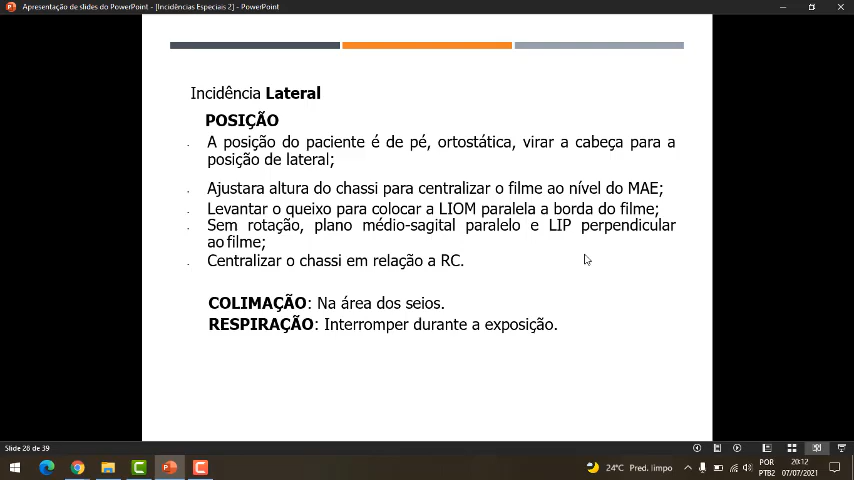 Apresentação de slides do PowerPoint - [Incidências Especiais 2] - PowerPoint
Incidência Lateral
POSIÇÃO
A posição do paciente é de pé, ortostática, virar a cabeça para a
posição de lateral;
Ajustara altura do chassi para centralizar o filme ao nível do MAE;
Levantar o queixo para colocar a LIOM paralela a borda do filme;
Sem rotação, plano médio-sagital paralelo e LIP perpendicular
ao filme;
Centralizar o chassi em relação a RC.
COLIMAÇÃO: Na área dos seios.
RESPIRAÇÃO: Interromper durante a exposição.
Slide 28 de 39
24°C Pred. limpo
POR
PTB2
20:12
07/07/2021